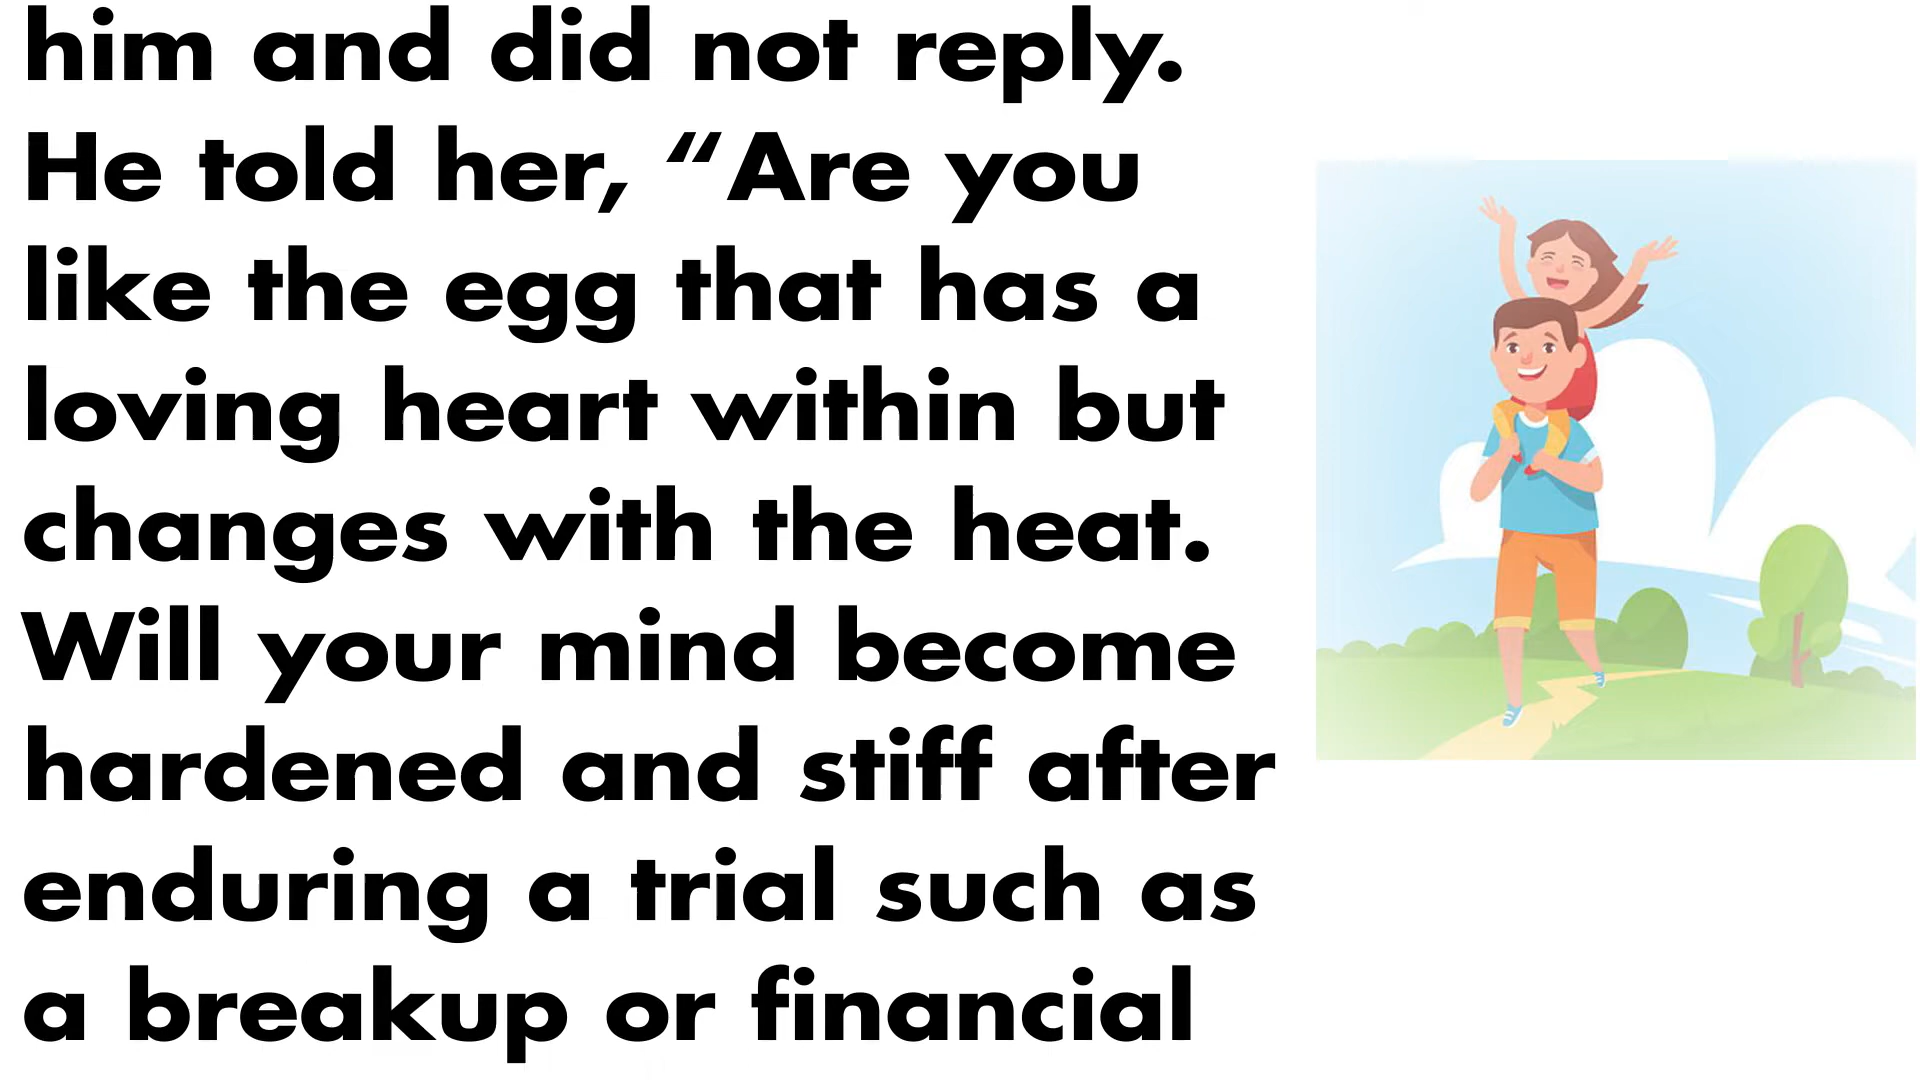 him and did not reply.
He told her, “Are you
like the egg that has a
loving heart within but
changes with the heat.
Will your mind become
hardened and stiff after
enduring a trial such as
a breakup or financial